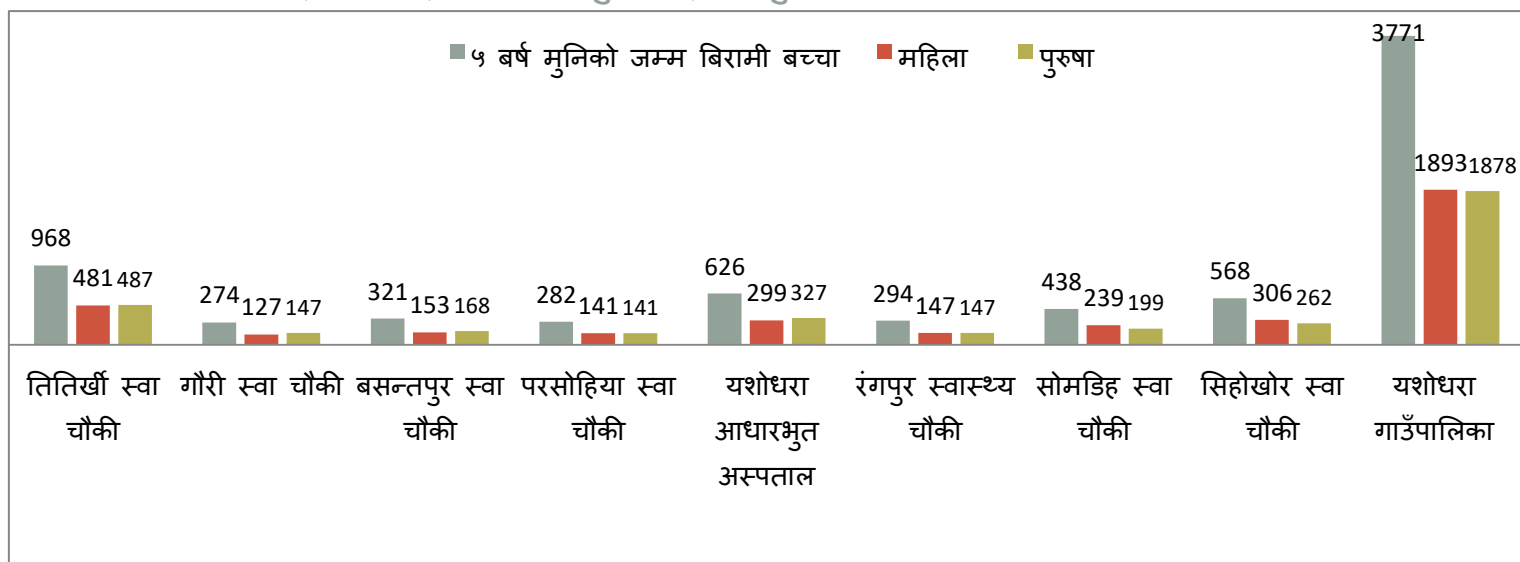 ५ बर्ष मुनिको जम्म बिरामी बच्चा महिला पुरुषा
3771
1893 1878
968
481 487
274
127 147
321
153 168
282
141 141
626
299 327
294
147 147
438
239 199
568
306 262
तितिर्खी स्वा
चौकी
गौरी स्वा चौकी
बसन्तपुर स्वा
चौकी
परसोहिया स्वा
चौकी
यशोधरा
आधारभुत
अस्पताल
रंगपुर स्वास्थ्य
चौकी
सोमडिह स्वा
चौकी
सिहोखोर स्वा
चौकी
यशोधरा
गाउँपालिका